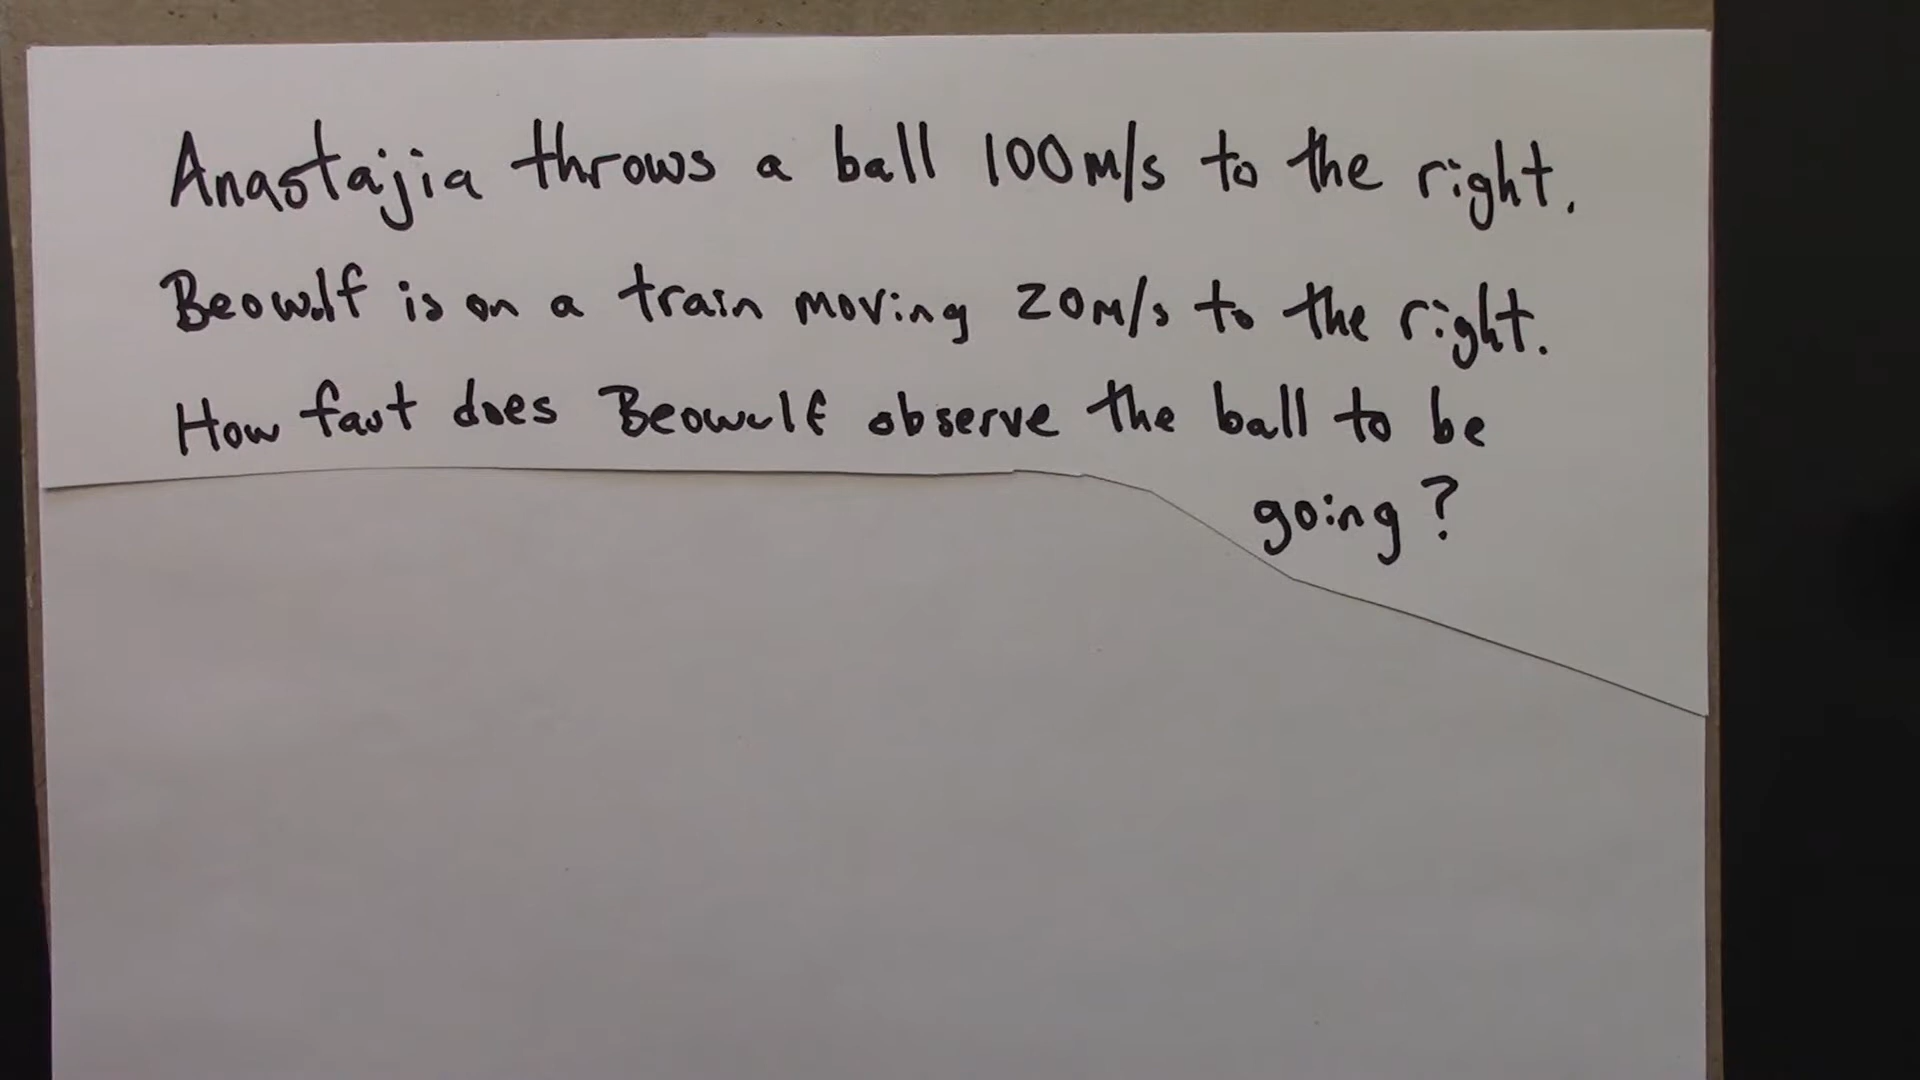 Anastajia throws a ball 100m/s to the right.
Beowulf is on a train moving 20m/s to the right.
How fast does Beowulf observe the ball to be
going?